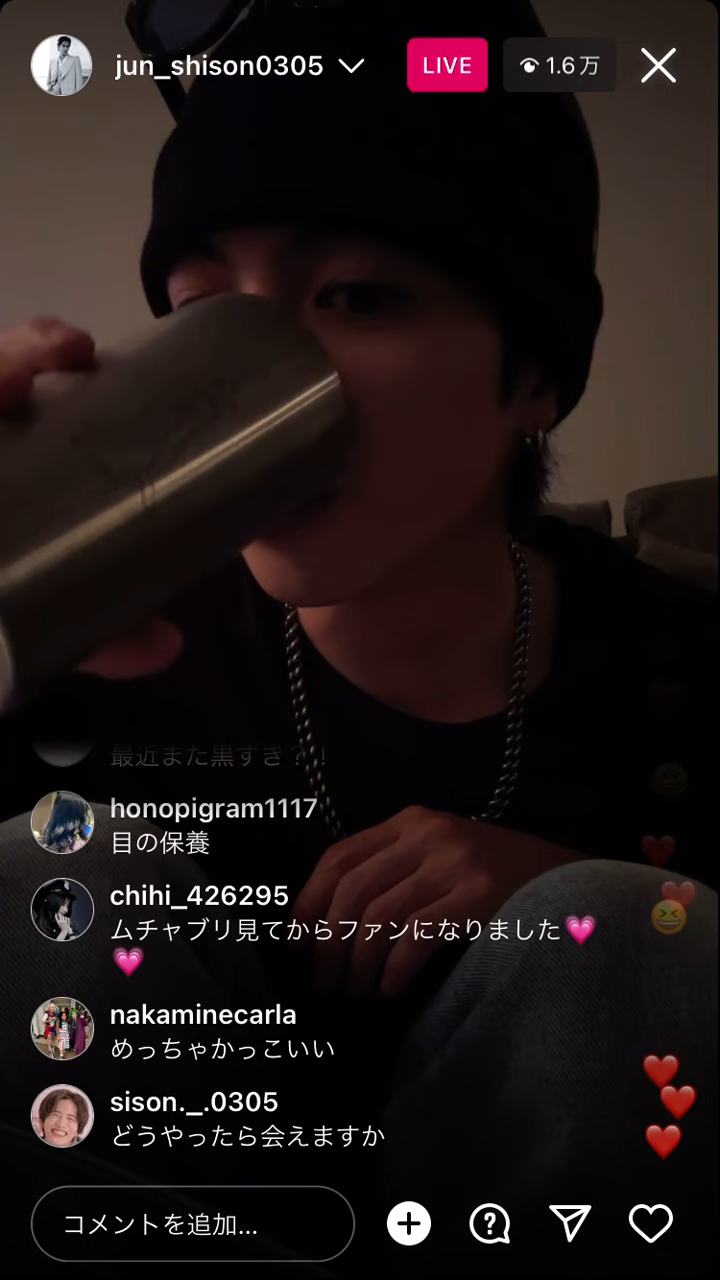 jun_shison0305
LIVE
1.6万
最近また黒すき？！
honopigram1117
目の保養
chihi_426295
ムチャブリ見てからファンになりました💗
💗
nakaminecarla
めっちゃかっこいい
sison._.0305
どうやったら会えますか
コメントを追加...